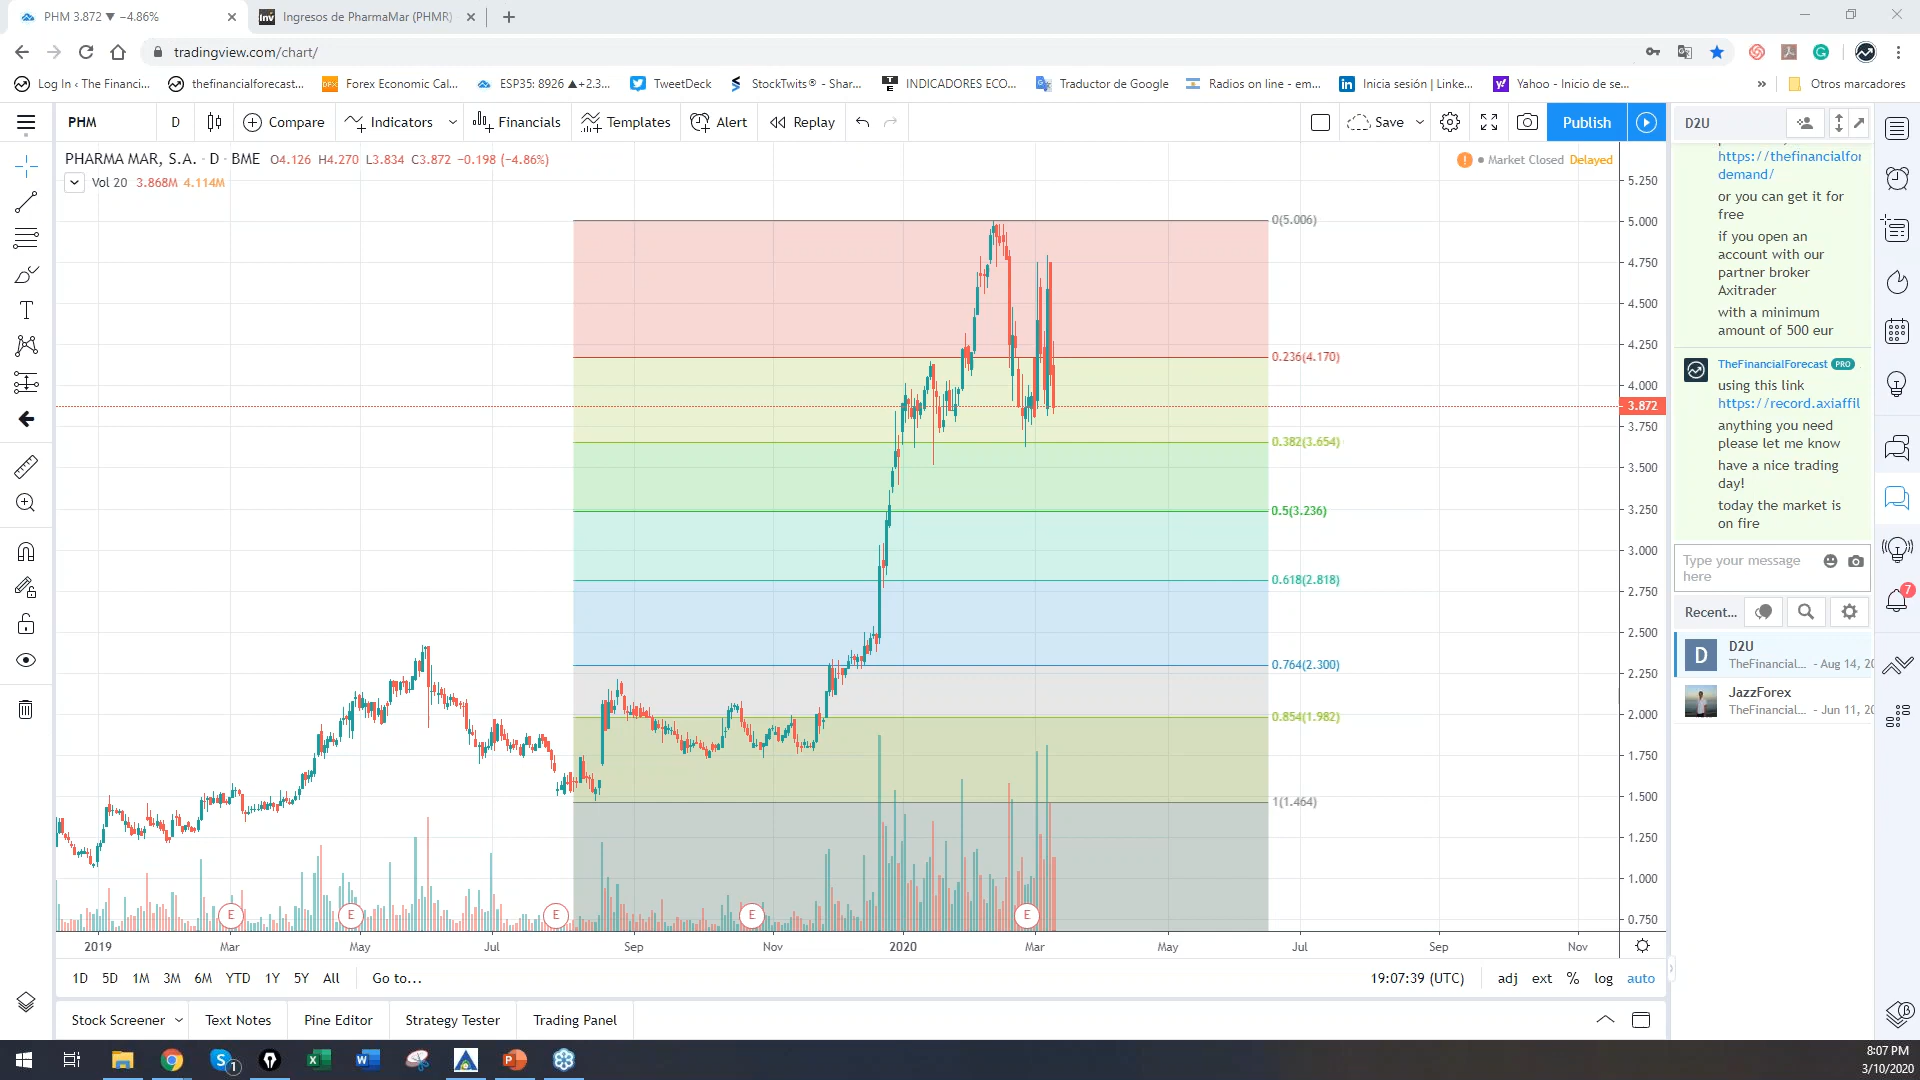 PHM 3.872 ▼ −4.86%
Ingresos de PharmaMar (PHMR)
tradingview.com/chart/
Log In ‹ The Financi...
thefinancialforecast...
Forex Economic Cal...
ESP35: 8926 ▲+2.3...
TweetDeck
StockTwits® - Shar...
INDICADORES ECO...
Traductor de Google
Radios on line - em...
Inicia sesión | Linke...
Yahoo - Inicio de se...
»
Otros marcadores
PHM
D
Compare
Indicators
Financials
Templates
Alert
Replay
Save
Publish
D2U
PHARMA MAR, S.A. · D · BME O4.126 H4.270 L3.834 C3.872 −0.198 (−4.86%)
Market Closed Delayed
Vol 20 3.868M 4.114M
0(5.006)
0.236(4.170)
0.382(3.654)
0.5(3.236)
0.618(2.818)
0.764(2.300)
0.854(1.982)
1(1.464)
5.250
5.000
4.750
4.500
4.250
4.000
3.872
3.750
3.500
3.250
3.000
2.750
2.500
2.250
2.000
1.750
1.500
1.250
1.000
0.750
E
E
E
E
E
2019
Mar
May
Jul
Sep
Nov
2020
Mar
May
Jul
Sep
Nov
1D 5D 1M 3M 6M YTD 1Y 5Y All Go to...
19:07:39 (UTC) adj ext % log auto
Stock Screener
Text Notes
Pine Editor
Strategy Tester
Trading Panel
https://thefinancialfor
demand/
or you can get it for
free
if you open an
account with our
partner broker
Axitrader
with a minimum
amount of 500 eur
TheFinancialForecast PRO
using this link
https://record.axiaffil
anything you need
please let me know
have a nice trading
day!
today the market is
on fire
Type your message
here
7
Recent...
D
D2U
TheFinancial... - Aug 14, 20
JazzForex
TheFinancial... - Jun 11, 20
8:07 PM
3/10/2020